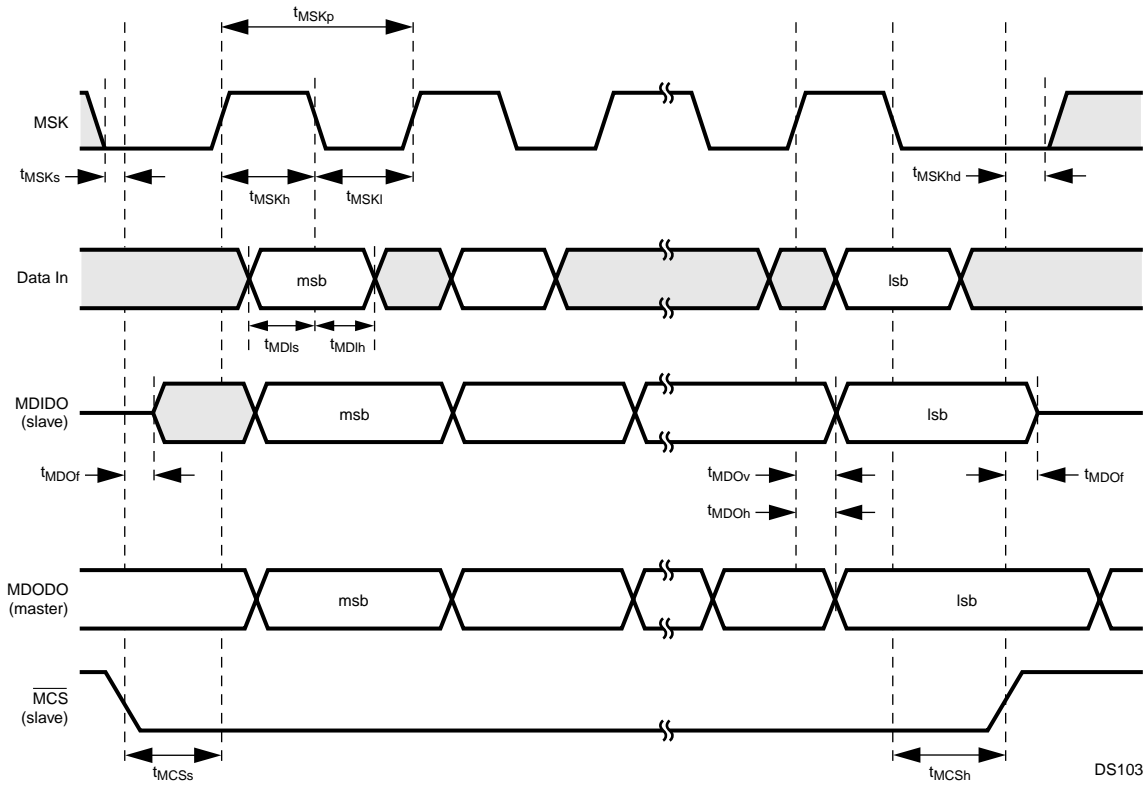 tMSKp
MSK
tMSKs
tMSKh
tMSKl
tMSKhd
Data In
msb
lsb
tMDIs
tMDIh
MDIDO
(slave)
msb
lsb
tMDOf
tMDOv
tMDOf
tMDOh
MDODO
(master)
msb
lsb
MCS
(slave)
tMCSs
tMCSh
DS103